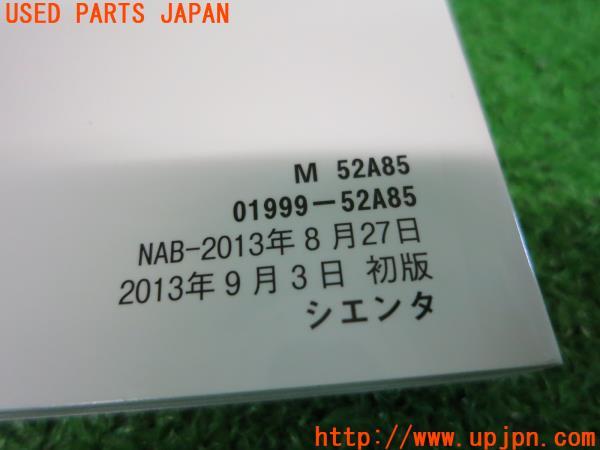 USED PARTS JAPAN
M 52A85
01999-52A85
NAB-2013年8月27日
2013年9月3日 初版
シエンタ
http://www.upjpn.com